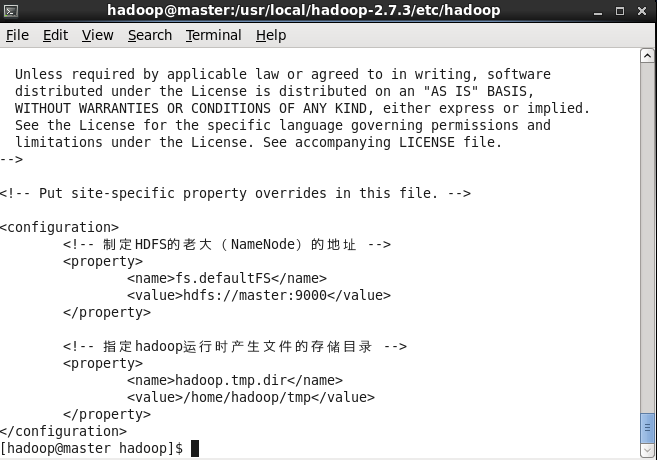 hadoop@master:/usr/local/hadoop-2.7.3/etc/hadoop
File Edit View Search Terminal Help
Unless required by applicable law or agreed to in writing, software
distributed under the License is distributed on an "AS IS" BASIS,
WITHOUT WARRANTIES OR CONDITIONS OF ANY KIND, either express or implied.
See the License for the specific language governing permissions and
limitations under the License. See accompanying LICENSE file.
-->
<!-- Put site-specific property overrides in this file. -->
<configuration>
<!-- 制定HDFS的老大（NameNode）的地址 -->
<property>
<name>fs.defaultFS</name>
<value>hdfs://master:9000</value>
</property>
<!-- 指定hadoop运行时产生文件的存储目录 -->
<property>
<name>hadoop.tmp.dir</name>
<value>/home/hadoop/tmp</value>
</property>
</configuration>
[hadoop@master hadoop]$